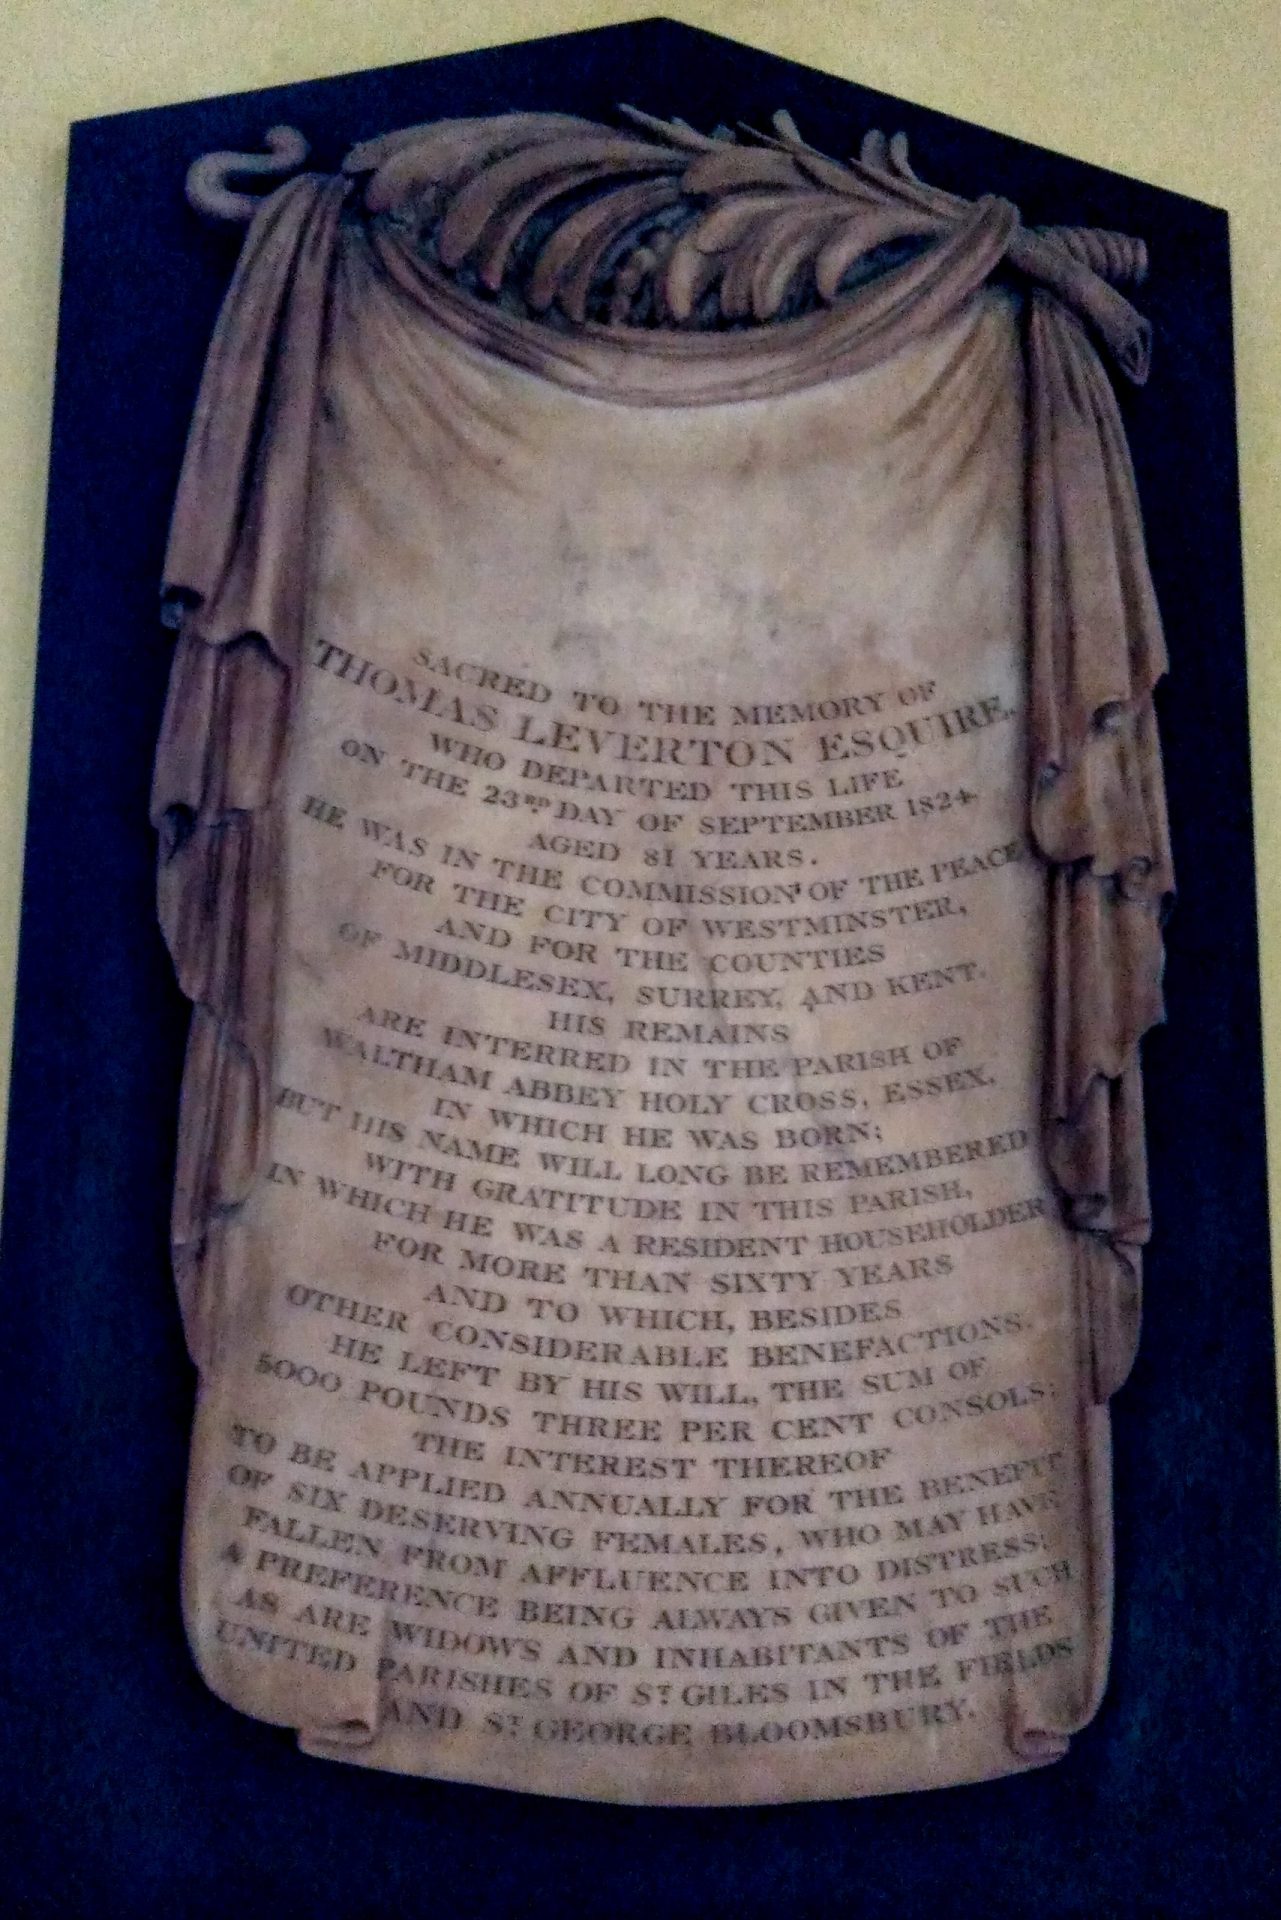 SACRED TO THE MEMORY OF
THOMAS LEVERTON ESQUIRE,
WHO DEPARTED THIS LIFE
ON THE 23RD DAY OF SEPTEMBER 1824
AGED 81 YEARS.
HE WAS IN THE COMMISSION OF THE PEACE
FOR THE CITY OF WESTMINSTER,
AND FOR THE COUNTIES
OF MIDDLESEX, SURREY, AND KENT.
HIS REMAINS
ARE INTERRED IN THE PARISH OF
WALTHAM ABBEY HOLY CROSS, ESSEX,
IN WHICH HE WAS BORN;
BUT HIS NAME WILL LONG BE REMEMBERED
WITH GRATITUDE IN THIS PARISH,
IN WHICH HE WAS A RESIDENT HOUSEHOLDER
FOR MORE THAN SIXTY YEARS
AND TO WHICH, BESIDES
OTHER CONSIDERABLE BENEFACTIONS,
HE LEFT BY HIS WILL, THE SUM OF
5000 POUNDS THREE PER CENT CONSOLS;
THE INTEREST THEREOF
TO BE APPLIED ANNUALLY FOR THE BENEFIT
OF SIX DESERVING FEMALES, WHO MAY HAVE
FALLEN FROM AFFLUENCE INTO DISTRESS;
A PREFERENCE BEING ALWAYS GIVEN TO SUCH
AS ARE WIDOWS AND INHABITANTS OF THE
UNITED PARISHES OF ST GILES IN THE FIELDS
AND ST GEORGE BLOOMSBURY.